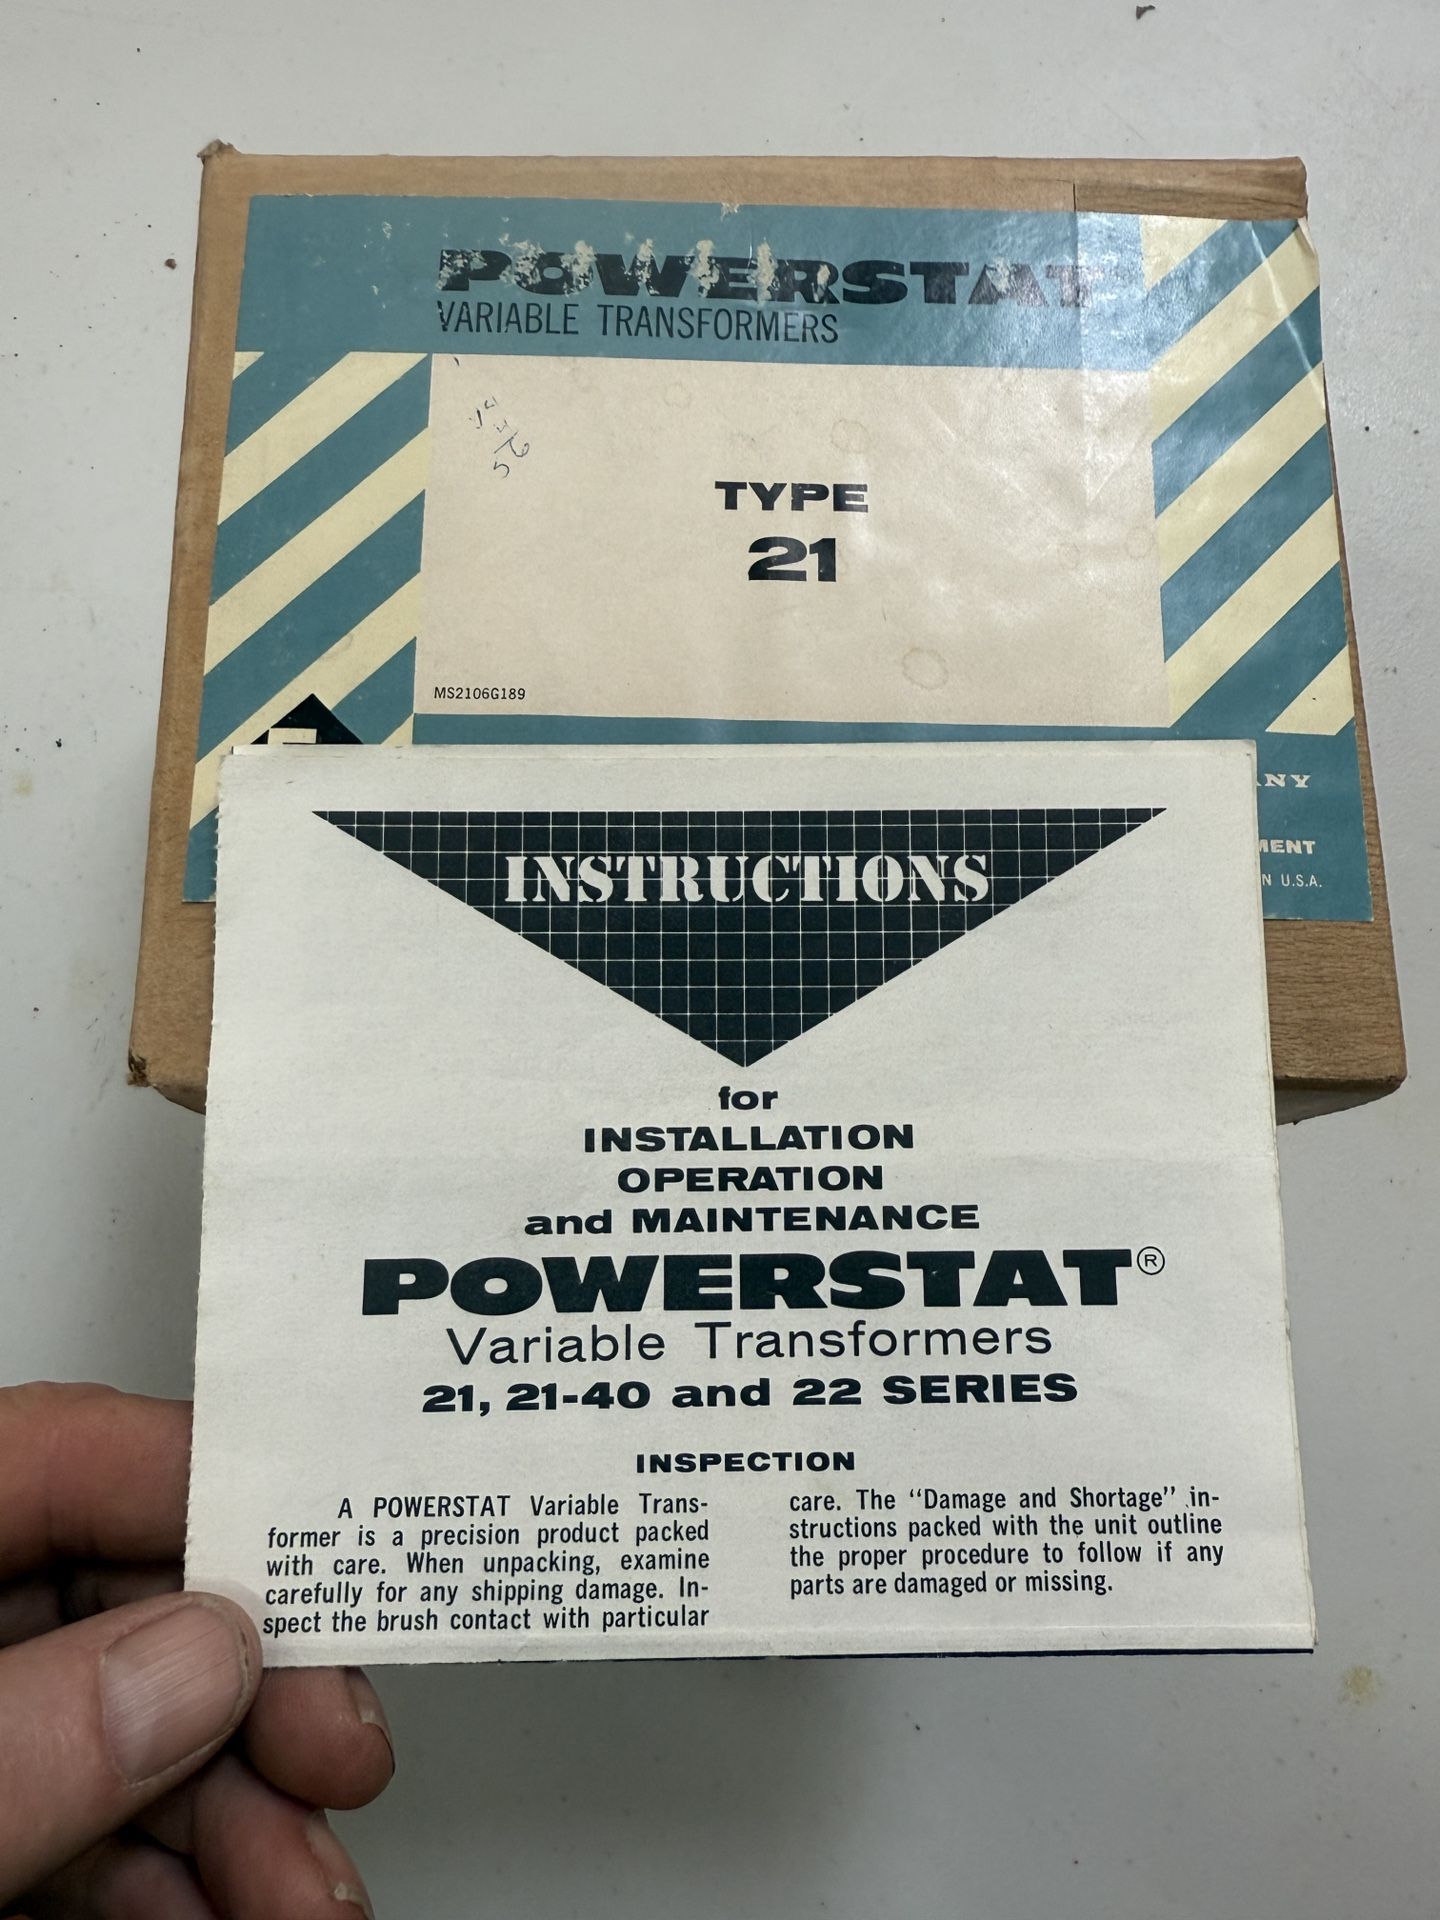 POWERSTAT
VARIABLE TRANSFORMERS
TYPE
21
MS2106G189
N U.S.A.
INSTRUCTIONS
for
INSTALLATION
OPERATION
and MAINTENANCE
POWERSTAT®
Variable Transformers
21, 21-40 and 22 SERIES
INSPECTION
A POWERSTAT Variable Trans-
former is a precision product packed
with care. When unpacking, examine
carefully for any shipping damage. In-
spect the brush contact with particular
care. The “Damage and Shortage” in-
structions packed with the unit outline
the proper procedure to follow if any
parts are damaged or missing.